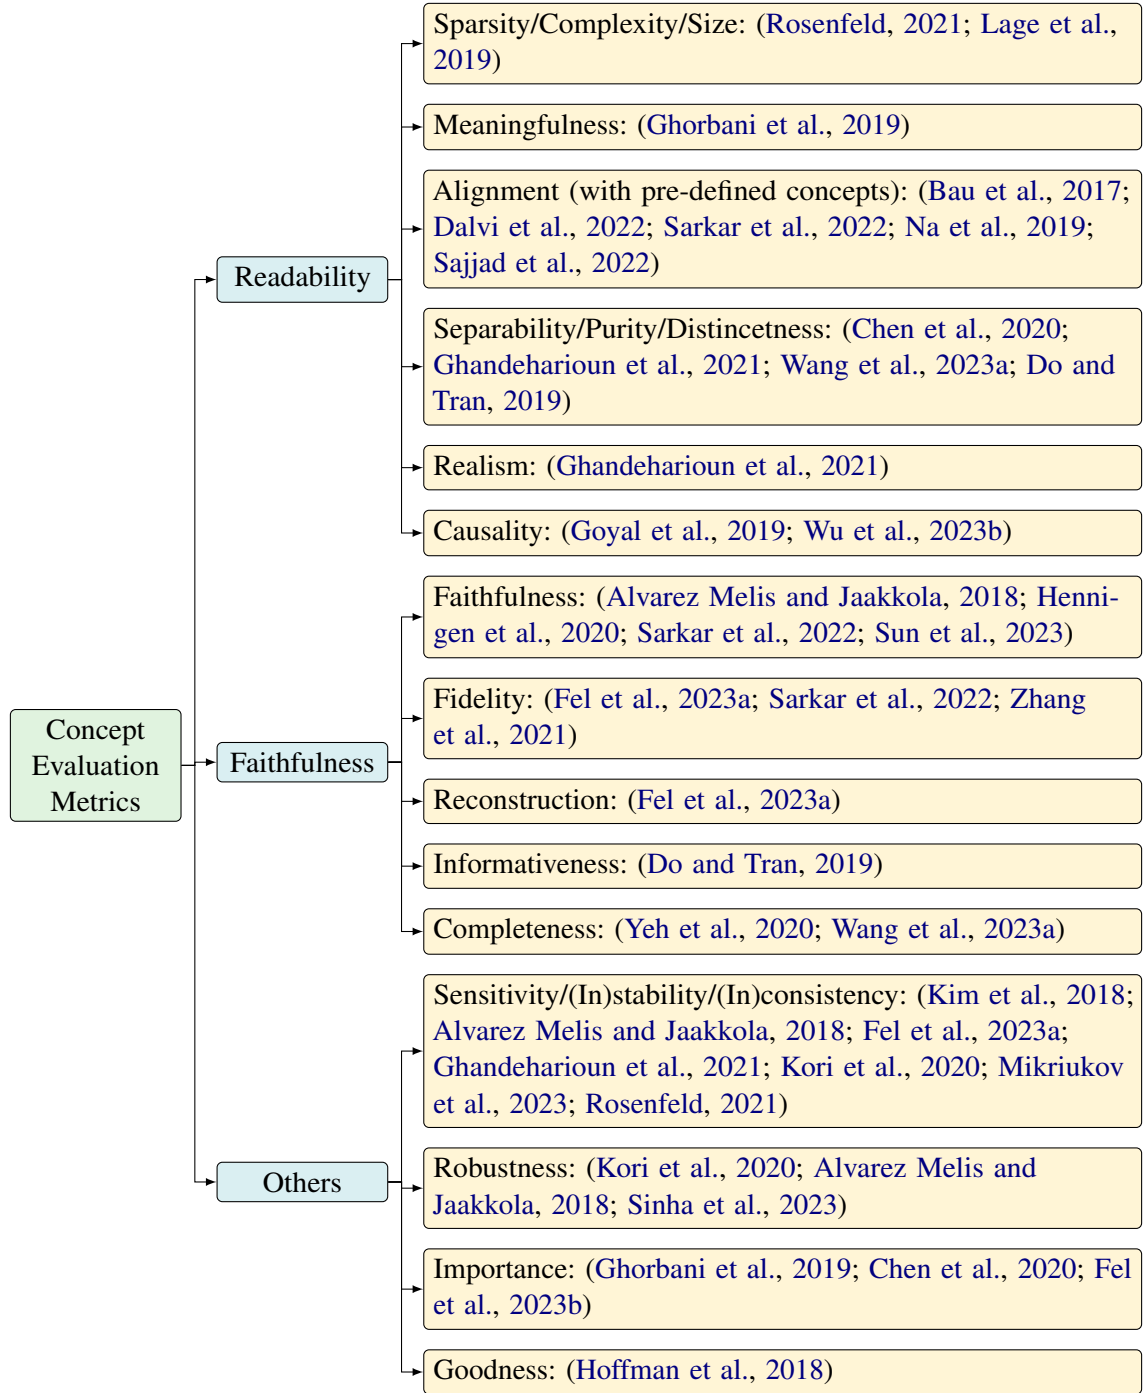 Sparsity/Complexity/Size: (Rosenfeld, 2021; Lage et al.,
2019)
Meaningfulness: (Ghorbani et al., 2019)
Alignment (with pre-defined concepts): (Bau et al., 2017;
Dalvi et al., 2022; Sarkar et al., 2022; Na et al., 2019;
Sajjad et al., 2022)
Readability
Separability/Purity/Distincetness: (Chen et al., 2020;
Ghandeharioun et al., 2021; Wang et al., 2023a; Do and
Tran, 2019)
Realism: (Ghandeharioun et al., 2021)
Causality: (Goyal et al., 2019; Wu et al., 2023b)
Faithfulness: (Alvarez Melis and Jaakkola, 2018; Henni-
gen et al., 2020; Sarkar et al., 2022; Sun et al., 2023)
Fidelity: (Fel et al., 2023a; Sarkar et al., 2022; Zhang
et al., 2021)
Concept
Evaluation
Metrics
Faithfulness
Reconstruction: (Fel et al., 2023a)
Informativeness: (Do and Tran, 2019)
Completeness: (Yeh et al., 2020; Wang et al., 2023a)
Sensitivity/(In)stability/(In)consistency: (Kim et al., 2018;
Alvarez Melis and Jaakkola, 2018; Fel et al., 2023a;
Ghandeharioun et al., 2021; Kori et al., 2020; Mikriukov
et al., 2023; Rosenfeld, 2021)
Others
Robustness: (Kori et al., 2020; Alvarez Melis and
Jaakkola, 2018; Sinha et al., 2023)
Importance: (Ghorbani et al., 2019; Chen et al., 2020; Fel
et al., 2023b)
Goodness: (Hoffman et al., 2018)